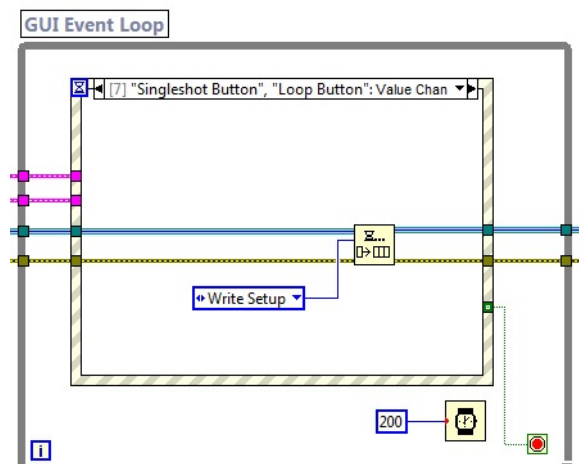 GUI Event Loop
[7] "Singleshot Button", "Loop Button": Value Chan
Write Setup
200
i